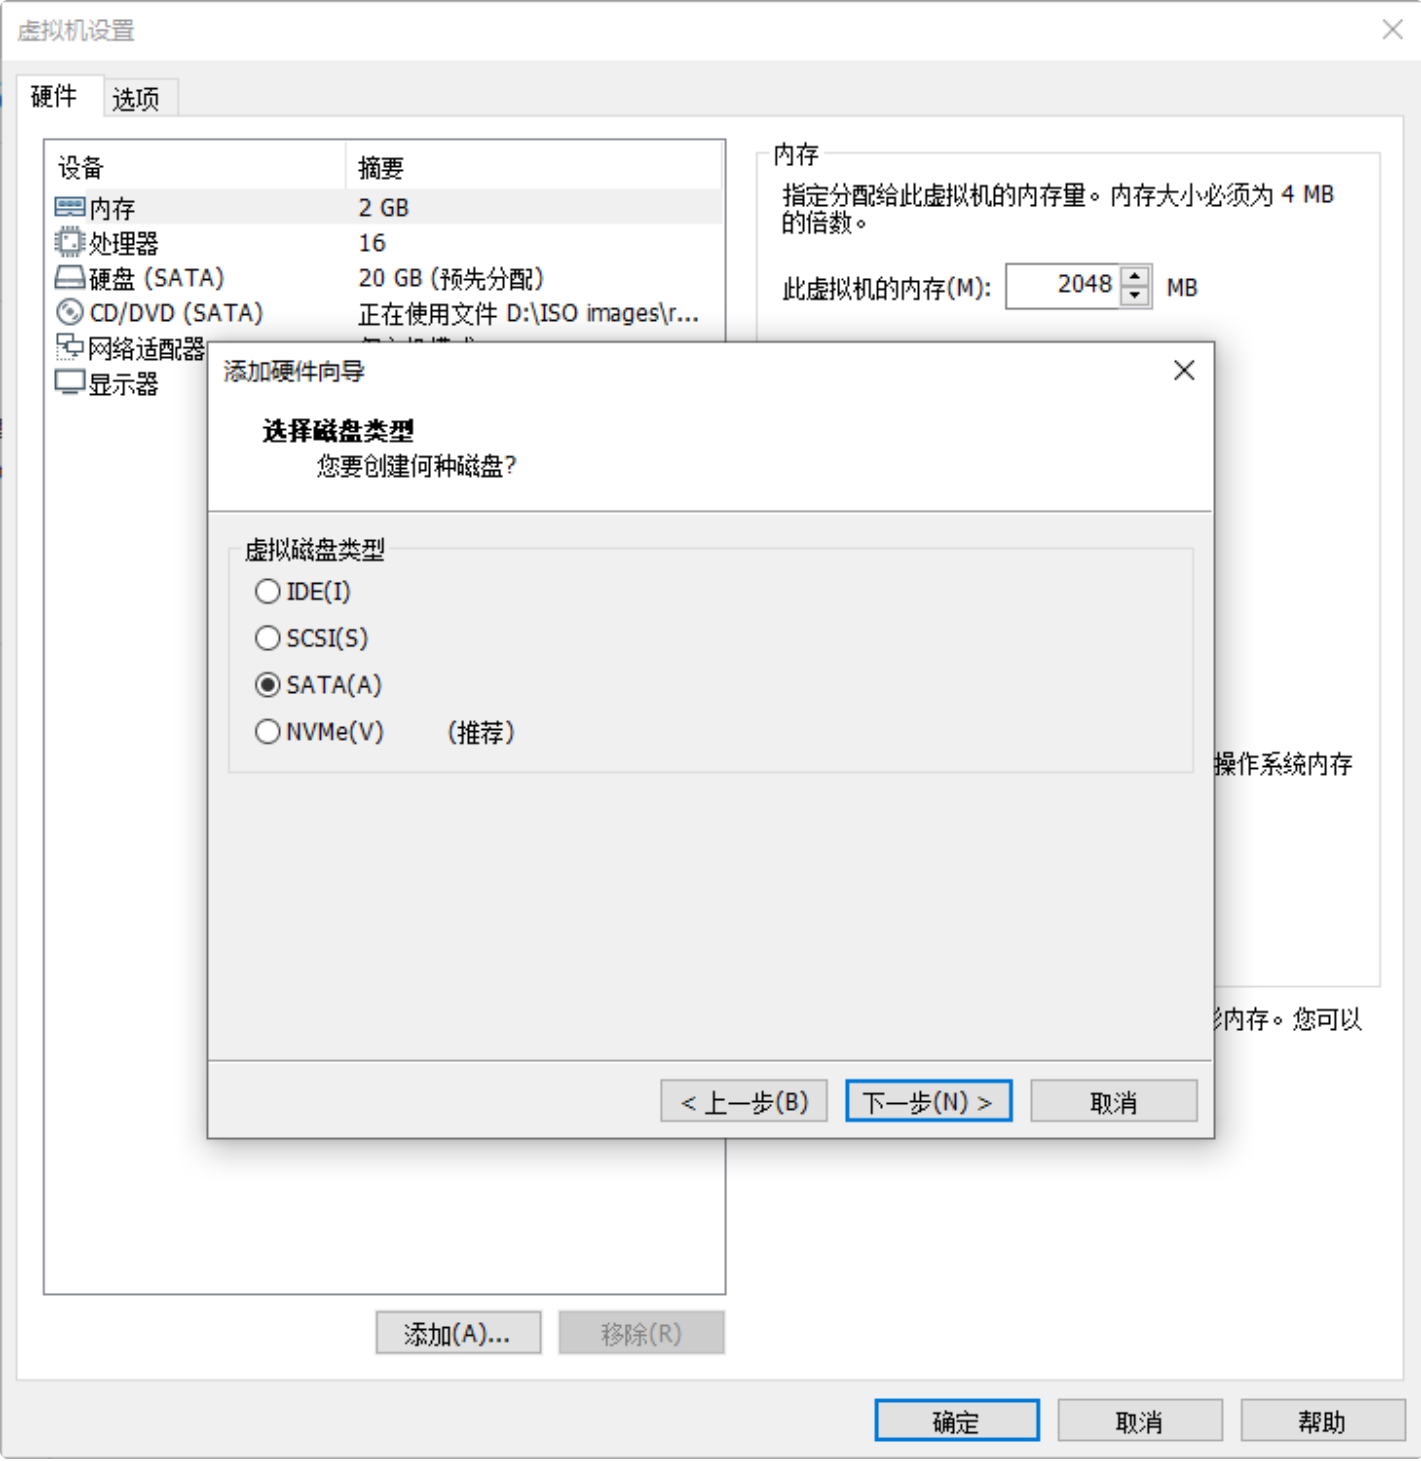 虚拟机设置
硬件 选项
设备 摘要
内存 2 GB
处理器 16
硬盘 (SATA) 20 GB (预先分配)
CD/DVD (SATA) 正在使用文件 D:\ISO images\r...
网络适配器
显示器
内存
指定分配给此虚拟机的内存量。内存大小必须为 4 MB
的倍数。
此虚拟机的内存(M): 2048 MB
添加硬件向导
选择磁盘类型
您要创建何种磁盘?
虚拟磁盘类型
IDE(I)
SCSI(S)
SATA(A)
NVMe(V) (推荐)
操作系统内存
内存。您可以
< 上一步(B) 下一步(N) > 取消
添加(A)... 移除(R)
确定 取消 帮助